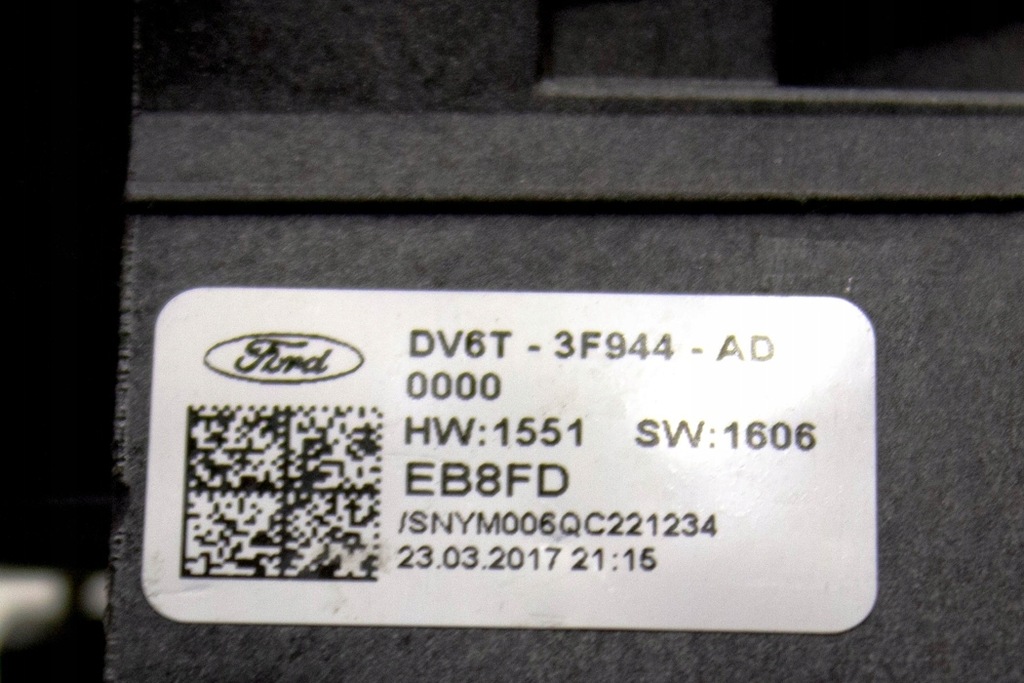 Ford
DV6T - 3F944 - AD
0000
HW:1551 SW:1606
EB8FD
/SNYM006QC221234
23.03.2017 21:15